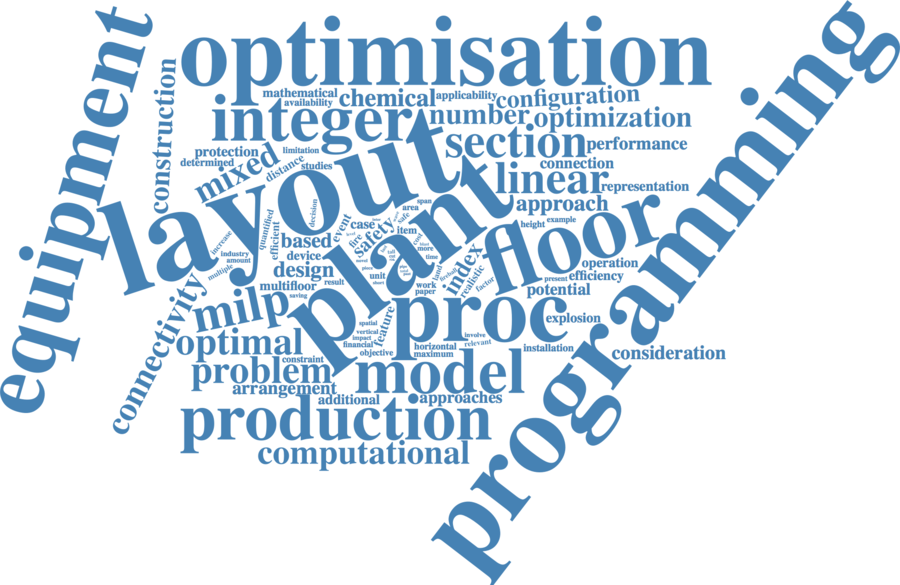 equipment
optimisation
programming
construction
mathematical
availability
chemical
applicability
configuration
integer
number
optimization
protection
determined
mixed
limitation
distance
studies
section
performance
connection
layout
linear
representation
approach
plant
floor
quantified
efficient
decision
event
case
area
span
safe
item
safety
fire
height
example
increase
industry
amount
multiple
based
device
design
multifloor
result
saving
more
time
unit
land
work
paper
index
realistic
factor
operation
present
efficiency
potential
connectivity
milp
proc
explosion
spatial
vertical
impact
financial
feature
objective
horizontal
maximum
involve
relevant
installation
consideration
optimal
constraint
problem
arrangement
model
additional
approaches
production
computational